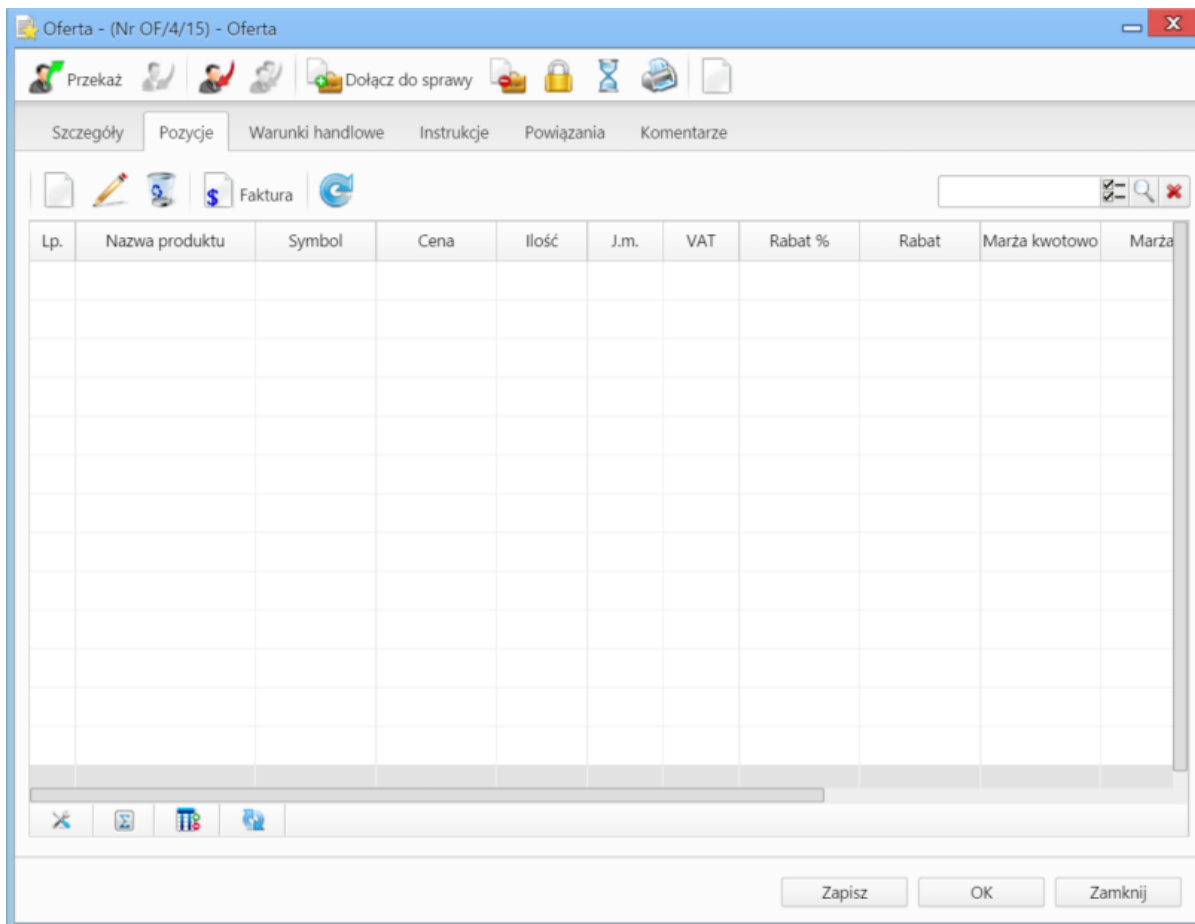 Oferta - (Nr OF/4/15) - Oferta
Przekaż Dołącz do sprawy
Szczegóły Pozycje Warunki handlowe Instrukcje Powiązania Komentarze
$ Faktura
Lp. Nazwa produktu Symbol Cena Ilość J.m. VAT Rabat % Rabat Marża kwotowo Marża
Zapisz OK Zamknij